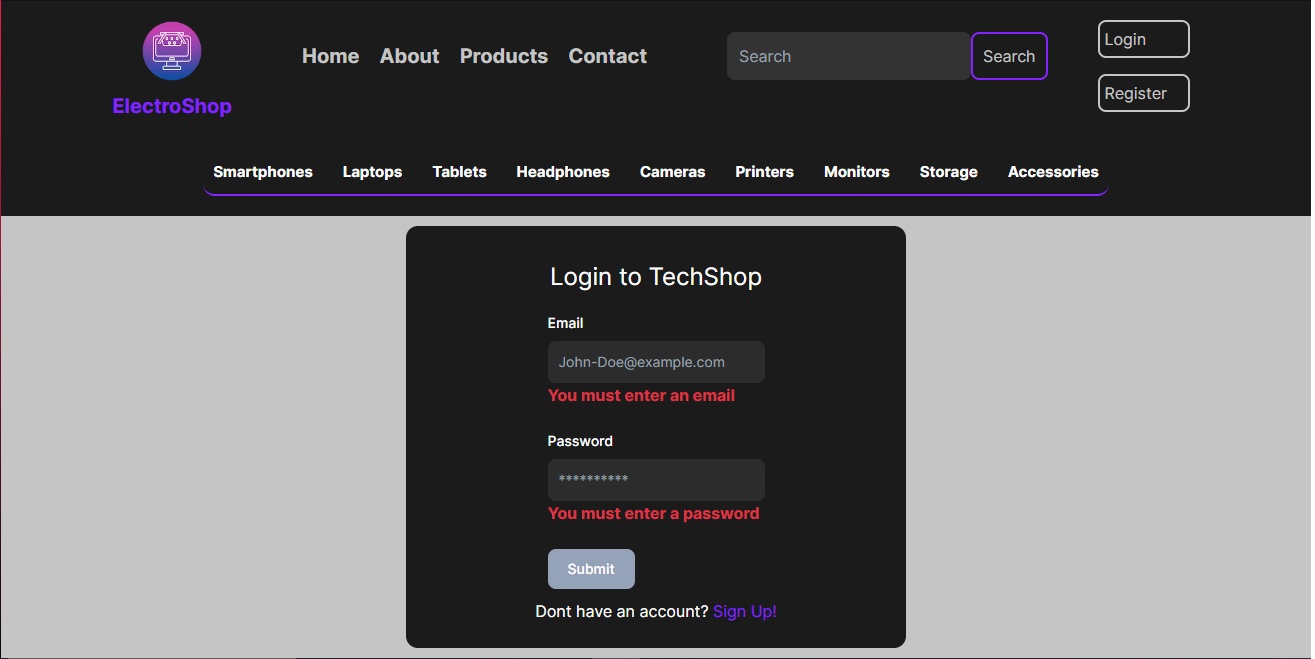 ElectroShop
Home About Products Contact
Search Search
Login
Register
Smartphones Laptops Tablets Headphones Cameras Printers Monitors Storage Accessories
Login to TechShop
Email
John-Doe@example.com
You must enter an email
Password
**********
You must enter a password
Submit
Dont have an account? Sign Up!